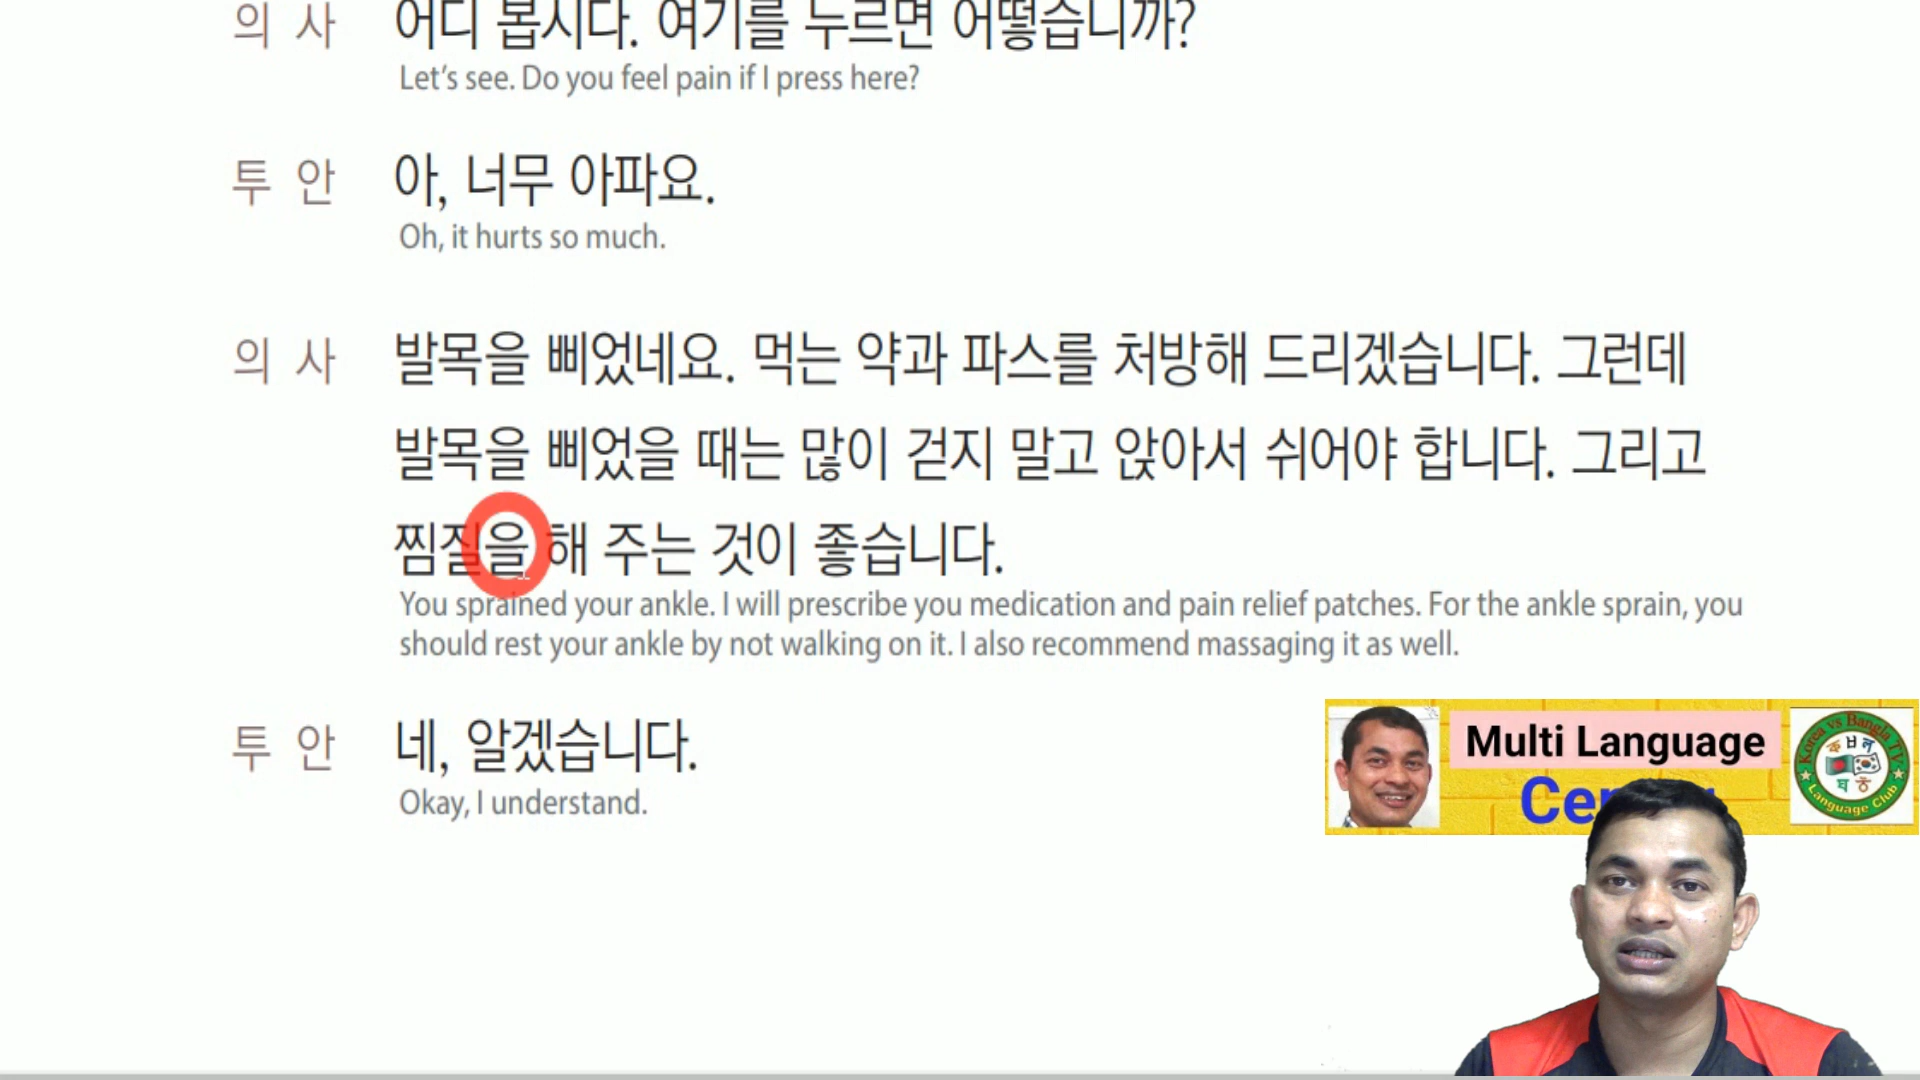 의 사 어디 봅시다. 여기를 누르면 어떻습니까?
Let's see. Do you feel pain if I press here?
투 안 아, 너무 아파요.
Oh, it hurts so much.
의 사 발목을 삐었네요. 먹는 약과 파스를 처방해 드리겠습니다. 그런데
발목을 삐었을 때는 많이 걷지 말고 앉아서 쉬어야 합니다. 그리고
찜질을 해 주는 것이 좋습니다.
You sprained your ankle. I will prescribe you medication and pain relief patches. For the ankle sprain, you
should rest your ankle by not walking on it. I also recommend massaging it as well.
투 안 네, 알겠습니다.
Okay, I understand.
Multi Language
Korea vs Bangla TV
Language Club